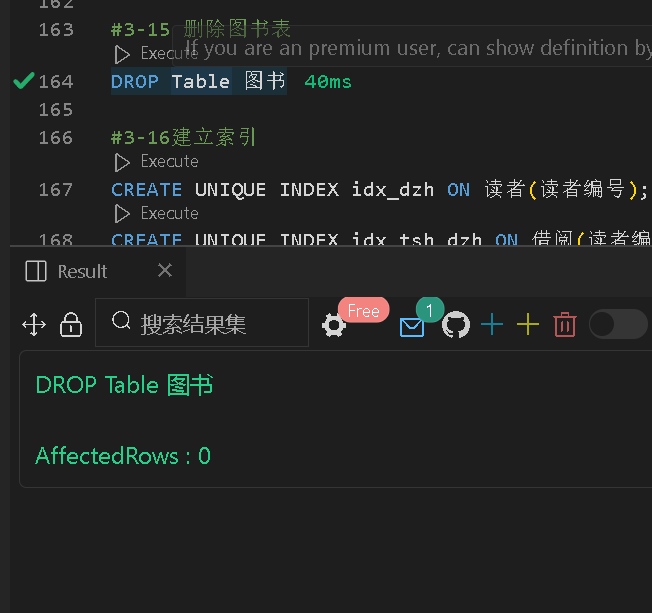 162
163 #3-15 删除图书表
Execute If you are an premium user, can show definition by
164 DROP Table 图书 40ms
165
166 #3-16建立索引
Execute
167 CREATE UNIQUE INDEX idx_dzh ON 读者(读者编号);
Execute
168 CREATE UNIQUE INDEX idx_tsh_dzh ON 借阅(读者编
Result
搜索结果集 Free 1
DROP Table 图书
AffectedRows : 0